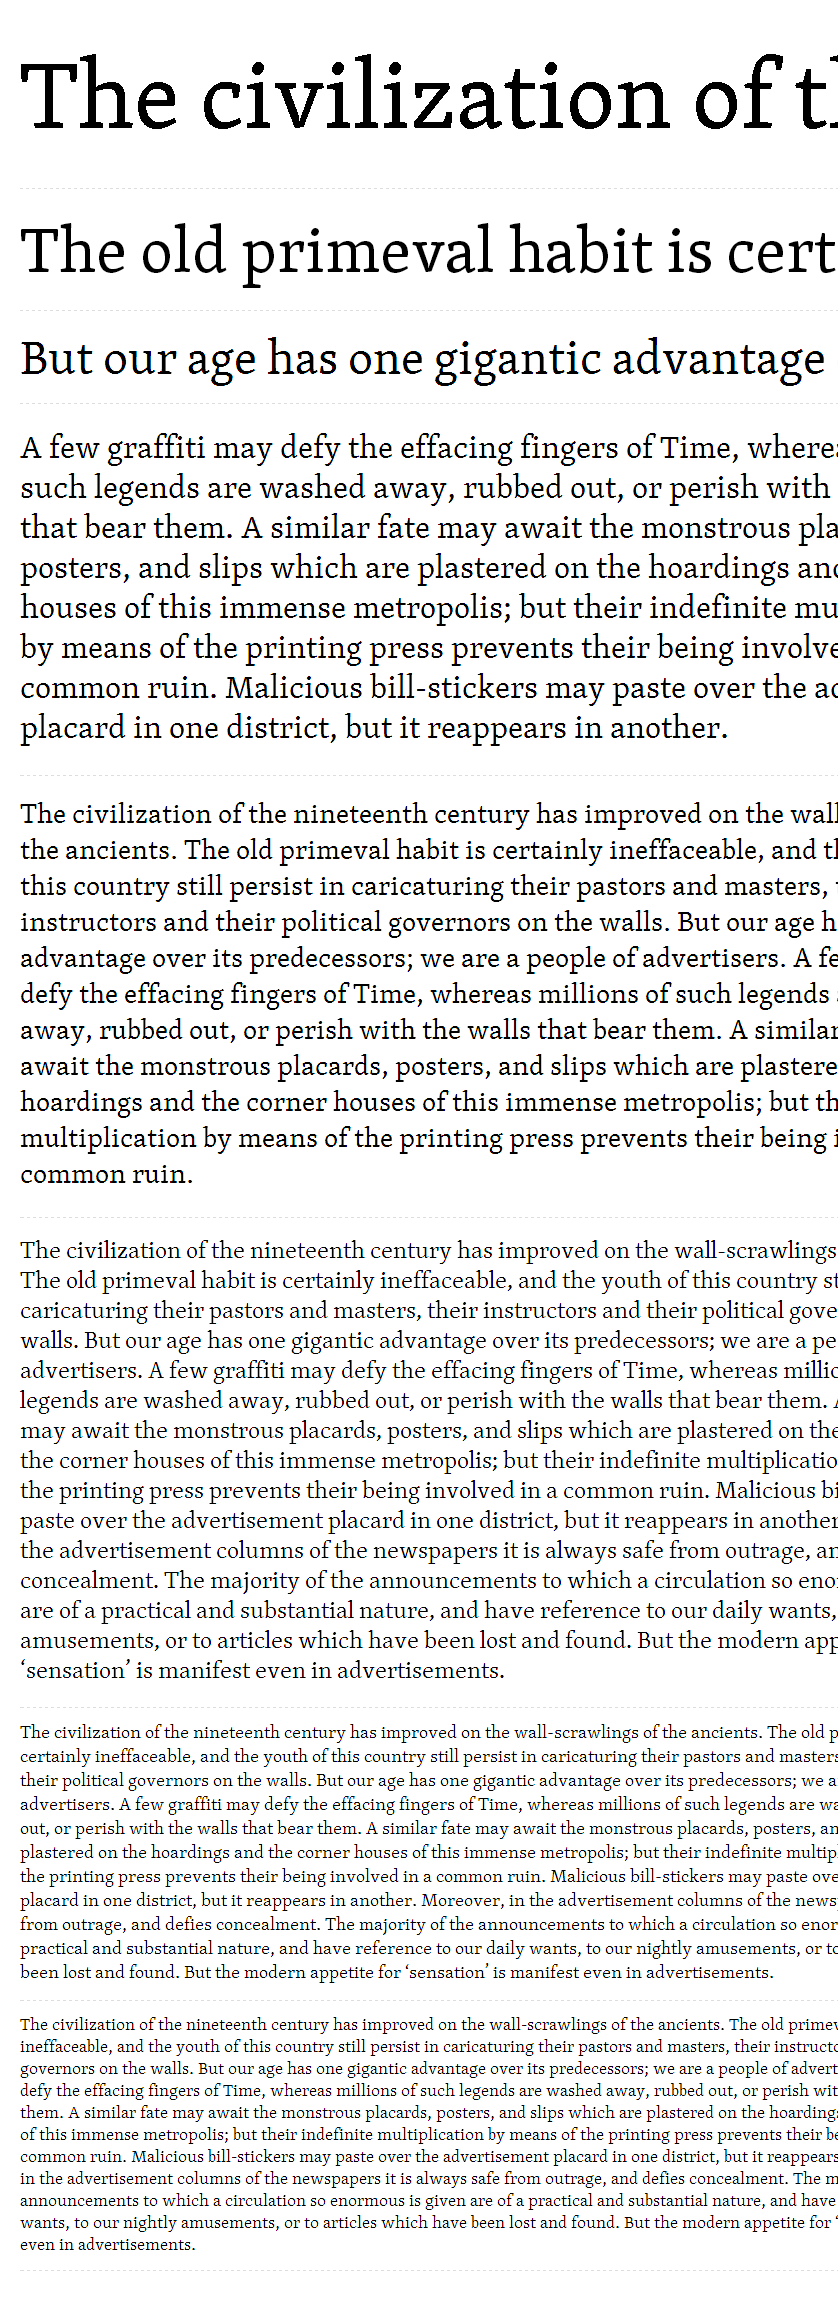 The civilization of th
The old primeval habit is cert
But our age has one gigantic advantage
A few graffiti may defy the effacing fingers of Time, wherea
such legends are washed away, rubbed out, or perish with
that bear them. A similar fate may await the monstrous pla
posters, and slips which are plastered on the hoardings and
houses of this immense metropolis; but their indefinite mu
by means of the printing press prevents their being involve
common ruin. Malicious bill-stickers may paste over the ad
placard in one district, but it reappears in another.
The civilization of the nineteenth century has improved on the wall
the ancients. The old primeval habit is certainly ineffaceable, and th
this country still persist in caricaturing their pastors and masters,
instructors and their political governors on the walls. But our age h
advantage over its predecessors; we are a people of advertisers. A fe
defy the effacing fingers of Time, whereas millions of such legends
away, rubbed out, or perish with the walls that bear them. A similar
await the monstrous placards, posters, and slips which are plastere
hoardings and the corner houses of this immense metropolis; but th
multiplication by means of the printing press prevents their being i
common ruin.
The civilization of the nineteenth century has improved on the wall-scrawlings
The old primeval habit is certainly ineffaceable, and the youth of this country st
caricaturing their pastors and masters, their instructors and their political gove
walls. But our age has one gigantic advantage over its predecessors; we are a pe
advertisers. A few graffiti may defy the effacing fingers of Time, whereas millio
legends are washed away, rubbed out, or perish with the walls that bear them. A
may await the monstrous placards, posters, and slips which are plastered on the
the corner houses of this immense metropolis; but their indefinite multiplicatio
the printing press prevents their being involved in a common ruin. Malicious bi
paste over the advertisement placard in one district, but it reappears in another
the advertisement columns of the newspapers it is always safe from outrage, an
concealment. The majority of the announcements to which a circulation so enor
are of a practical and substantial nature, and have reference to our daily wants,
amusements, or to articles which have been lost and found. But the modern app
‘sensation’ is manifest even in advertisements.
The civilization of the nineteenth century has improved on the wall-scrawlings of the ancients. The old p
certainly ineffaceable, and the youth of this country still persist in caricaturing their pastors and masters
their political governors on the walls. But our age has one gigantic advantage over its predecessors; we a
advertisers. A few graffiti may defy the effacing fingers of Time, whereas millions of such legends are wa
out, or perish with the walls that bear them. A similar fate may await the monstrous placards, posters, an
plastered on the hoardings and the corner houses of this immense metropolis; but their indefinite multip
the printing press prevents their being involved in a common ruin. Malicious bill-stickers may paste ove
placard in one district, but it reappears in another. Moreover, in the advertisement columns of the news
from outrage, and defies concealment. The majority of the announcements to which a circulation so enor
practical and substantial nature, and have reference to our daily wants, to our nightly amusements, or to
been lost and found. But the modern appetite for ‘sensation’ is manifest even in advertisements.
The civilization of the nineteenth century has improved on the wall-scrawlings of the ancients. The old primev
ineffaceable, and the youth of this country still persist in caricaturing their pastors and masters, their instructo
governors on the walls. But our age has one gigantic advantage over its predecessors; we are a people of advert
defy the effacing fingers of Time, whereas millions of such legends are washed away, rubbed out, or perish wit
them. A similar fate may await the monstrous placards, posters, and slips which are plastered on the hoardings
of this immense metropolis; but their indefinite multiplication by means of the printing press prevents their be
common ruin. Malicious bill-stickers may paste over the advertisement placard in one district, but it reappears
in the advertisement columns of the newspapers it is always safe from outrage, and defies concealment. The m
announcements to which a circulation so enormous is given are of a practical and substantial nature, and have
wants, to our nightly amusements, or to articles which have been lost and found. But the modern appetite for ‘
even in advertisements.